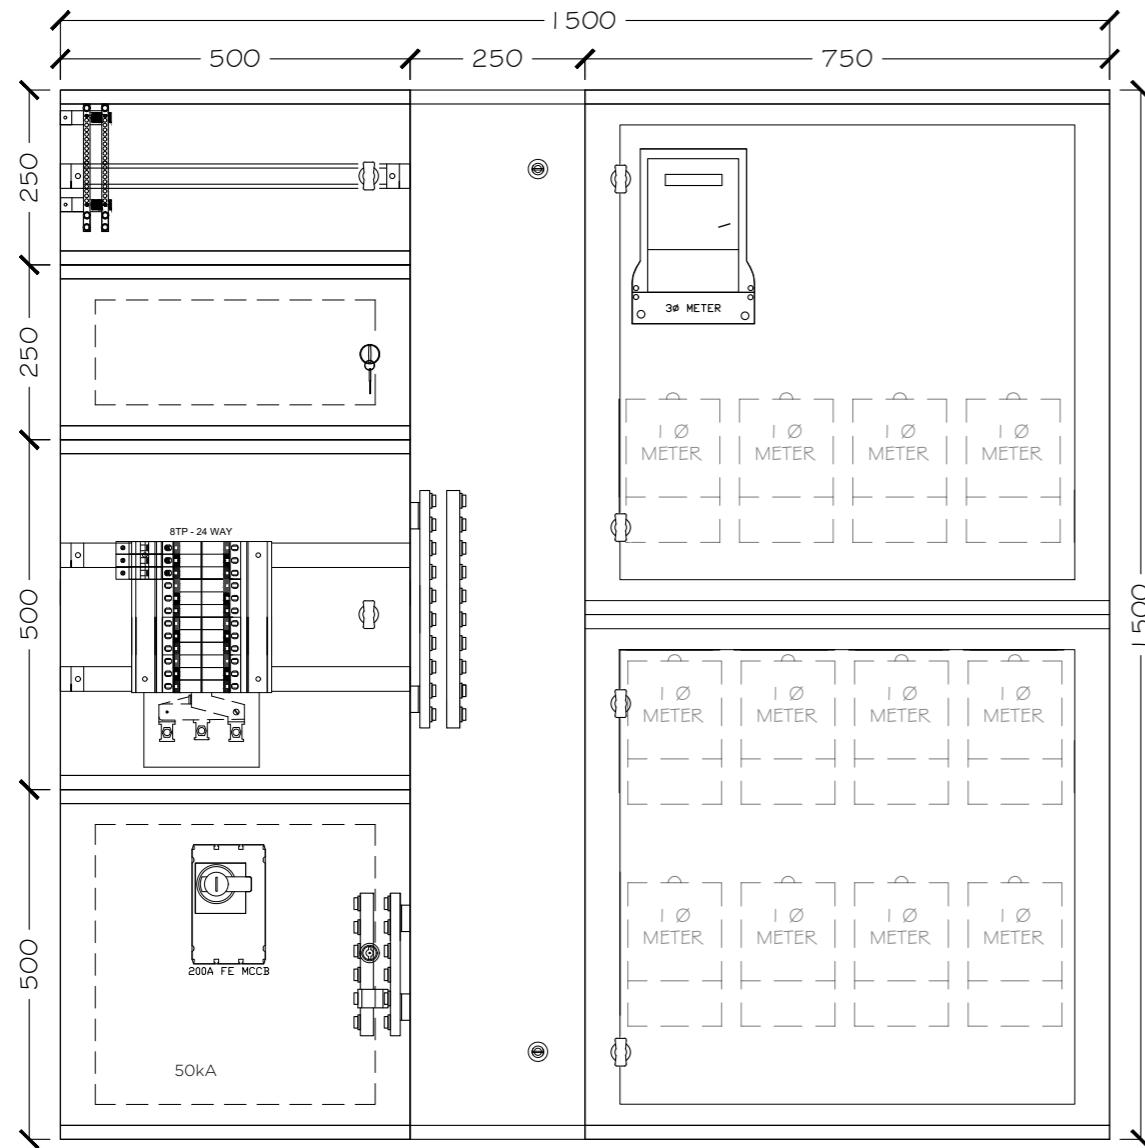 1500
500
250
750
250
250
500
500
1500
3Ø METER
1 Ø
METER
1 Ø
METER
1 Ø
METER
1 Ø
METER
8TP - 24 WAY
1 Ø
METER
1 Ø
METER
1 Ø
METER
1 Ø
METER
200A FE MCCB
1 Ø
METER
1 Ø
METER
1 Ø
METER
1 Ø
METER
50kA